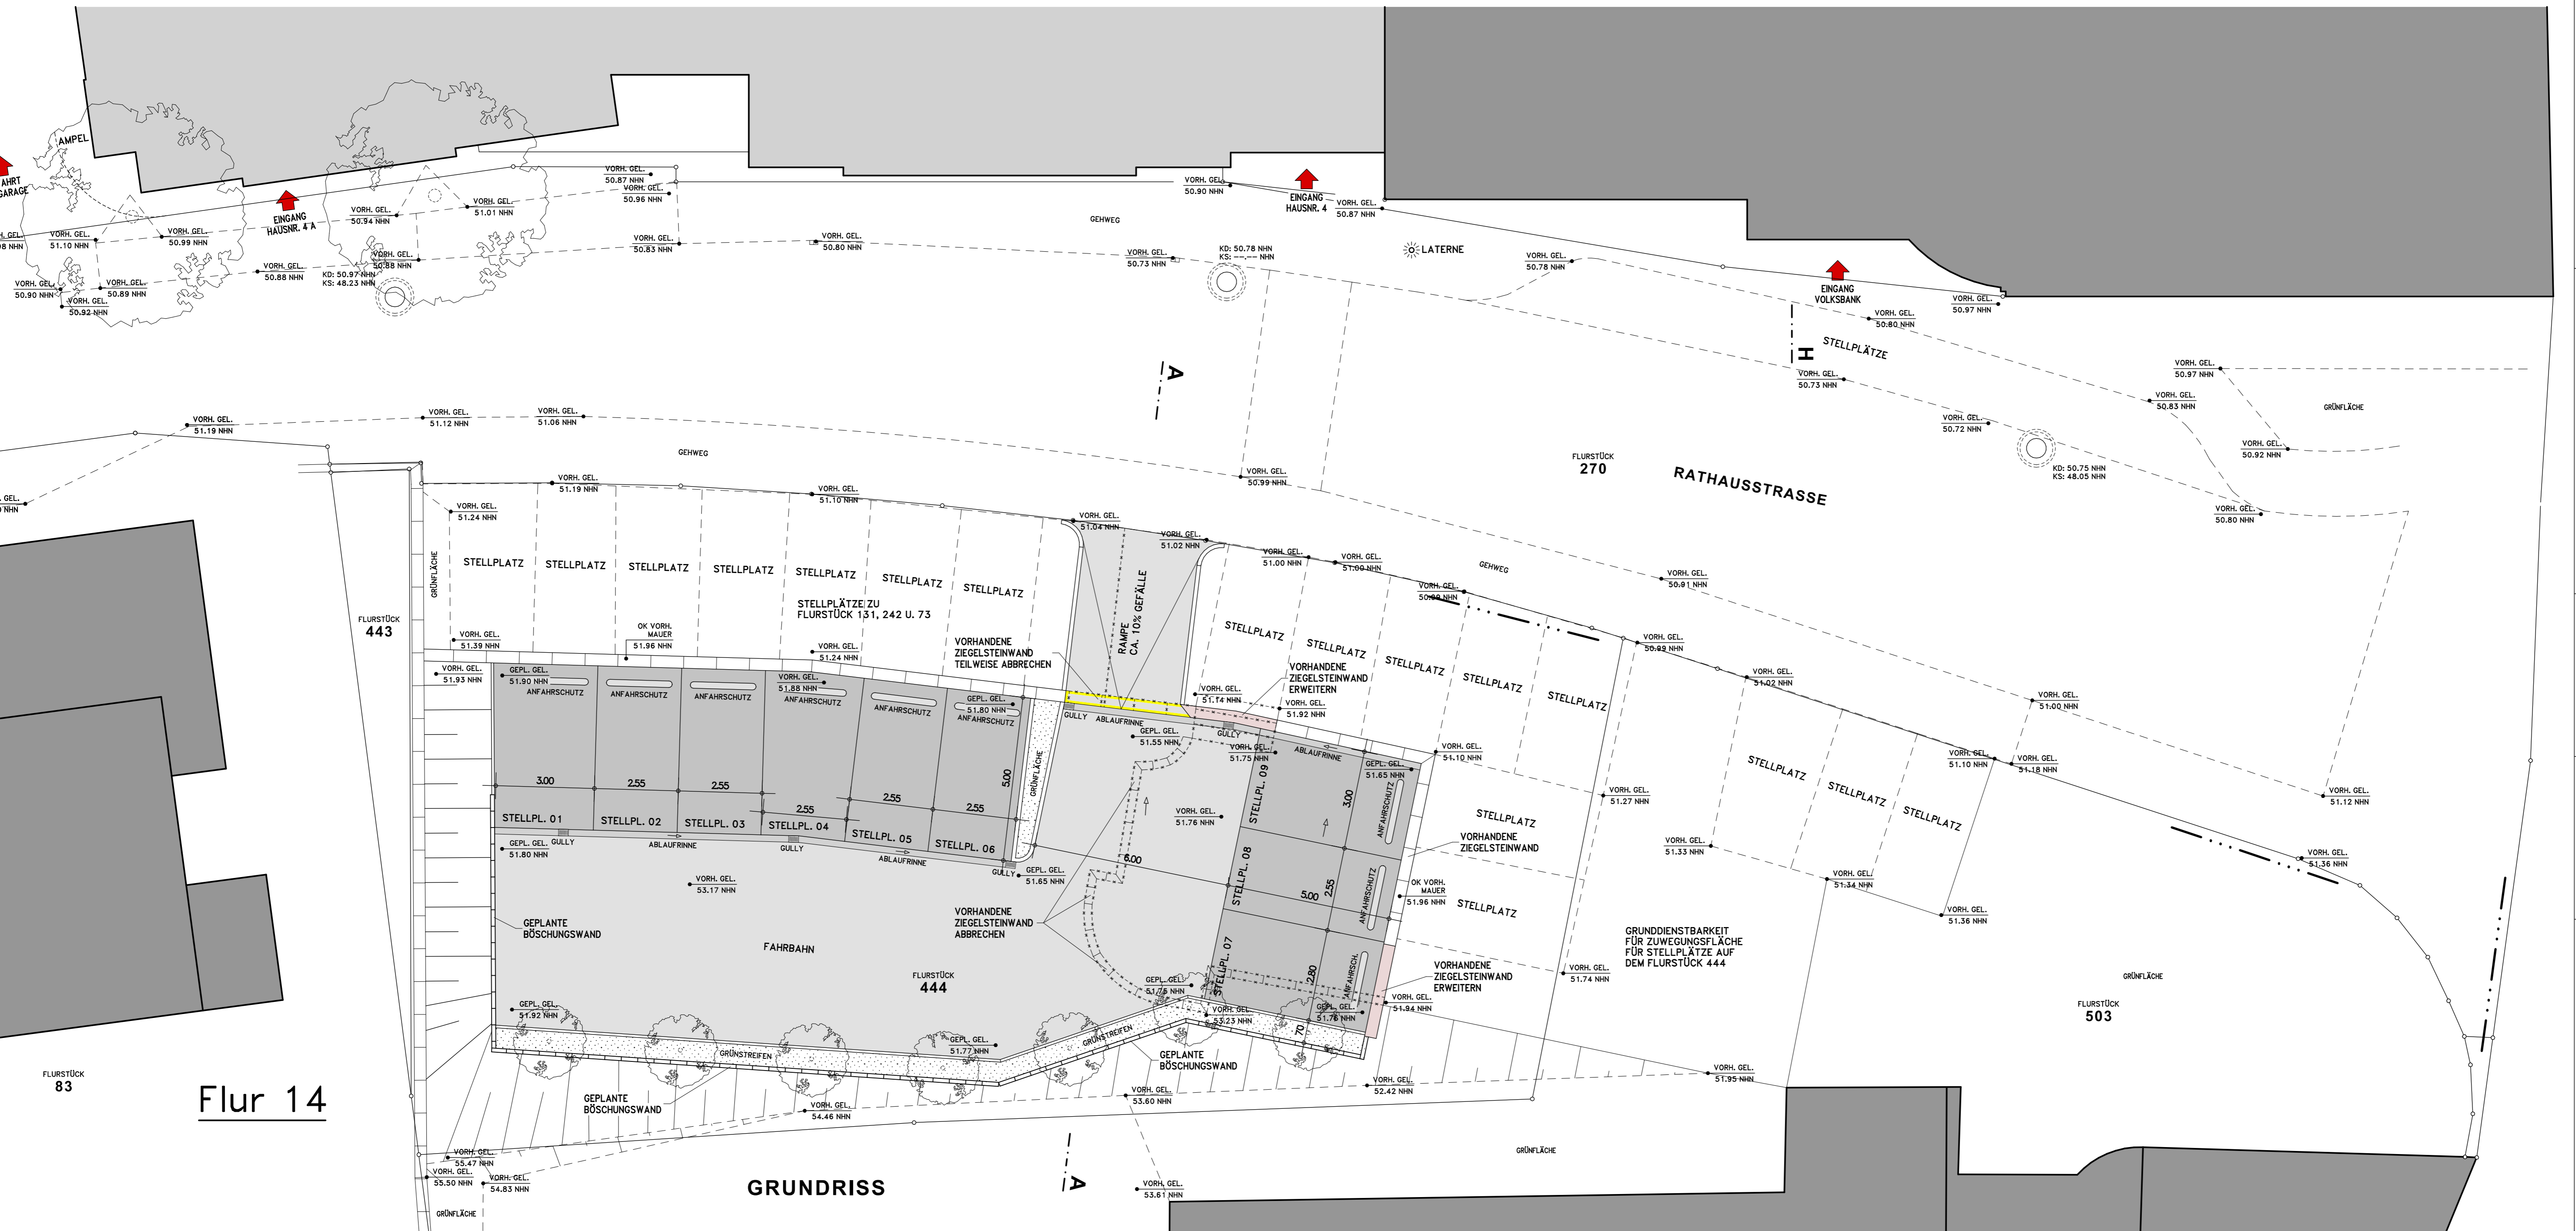 AMPEL
AHRT
GARAGE
EINGANG
HAUSNR. 4 A
VORH. GEL.
50.87 NHN
VORH. GEL.
50.96 NHN
VORH. GEL.
50.94 NHN
VORH. GEL.
51.01 NHN
VORH. GEL.
51.10 NHN
VORH. GEL.
50.99 NHN
VORH. GEL.
50.83 NHN
VORH. GEL.
50.80 NHN
VORH. GEL.
50.88 NHN
VORH. GEL.
50.88 NHN
KD: 50.97 NHN
KS: 48.23 NHN
VORH. GEL.
50.90 NHN
VORH. GEL.
50.89 NHN
VORH. GEL.
50.92 NHN
GEHWEG
VORH. GEL.
50.90 NHN
EINGANG
HAUSNR. 4
VORH. GEL.
50.87 NHN
VORH. GEL.
50.73 NHN
KD: 50.78 NHN
KS: --,-- NHN
LATERNE
VORH. GEL.
50.78 NHN
EINGANG
VOLKSBANK
VORH. GEL.
50.97 NHN
VORH. GEL.
50.80 NHN
H
STELLPLÄTZE
VORH. GEL.
50.73 NHN
VORH. GEL.
50.97 NHN
VORH. GEL.
50.83 NHN
GRÜNFLÄCHE
VORH. GEL.
50.72 NHN
VORH. GEL.
50.92 NHN
KD: 50.75 NHN
KS: 48.05 NHN
VORH. GEL.
50.80 NHN
A
VORH. GEL.
51.19 NHN
VORH. GEL.
51.12 NHN
VORH. GEL.
51.06 NHN
GEHWEG
VORH. GEL.
50.99 NHN
FLURSTÜCK
270
RATHAUSSTRASSE
VORH. GEL.
51.19 NHN
VORH. GEL.
51.10 NHN
VORH. GEL.
51.24 NHN
VORH. GEL.
51.04 NHN
VORH. GEL.
51.02 NHN
VORH. GEL.
51.00 NHN
VORH. GEL.
51.00 NHN
GEHWEG
VORH. GEL.
VORH. GEL.
50.91 NHN
VORH. GEL.
50.99 NHN
VORH. GEL.
51.02 NHN
VORH. GEL.
51.00 NHN
VORH. GEL.
51.10 NHN
VORH. GEL.
51.18 NHN
VORH. GEL.
51.12 NHN
GRÜNFLÄCHE
STELLPLATZ
STELLPLATZ
STELLPLATZ
STELLPLATZ
STELLPLATZ
STELLPLATZ
STELLPLATZ
STELLPLÄTZE ZU
FLURSTÜCK 131, 242 U. 73
FLURSTÜCK
443
RAMPE
CA. 10% GEFÄLLE
OK VORH.
MAUER
51.96 NHN
VORH. GEL.
51.39 NHN
VORH. GEL.
51.24 NHN
VORHANDENE
ZIEGELSTEINWAND
TEILWEISE ABBRECHEN
STELLPLATZ
STELLPLATZ
STELLPLATZ
STELLPLATZ
STELLPLATZ
VORHANDENE
ZIEGELSTEINWAND
ERWEITERN
VORH. GEL.
51.93 NHN
GEPL. GEL.
51.90 NHN
ANFAHRSCHUTZ
ANFAHRSCHUTZ
ANFAHRSCHUTZ
VORH. GEL.
51.88 NHN
ANFAHRSCHUTZ
ANFAHRSCHUTZ
GEPL. GEL.
51.80 NHN
ANFAHRSCHUTZ
VORH. GEL.
51.14 NHN
VORH. GEL.
51.92 NHN
GULLY
ABLAUFRINNE
GULLY
GEPL. GEL.
51.55 NHN
VORH. GEL.
51.75 NHN
ABLAUFRINNE
GEPL. GEL.
51.65 NHN
VORH. GEL.
51.10 NHN
STELLPLATZ
STELLPLATZ
STELLPLATZ
3.00
2.55
2.55
2.55
2.55
2.55
5.00
GRÜNFLÄCHE
STELLPL. 01
STELLPL. 02
STELLPL. 03
STELLPL. 04
STELLPL. 05
STELLPL. 06
STELLPL. 09
3.00
ANFAHRSCHUTZ
VORH. GEL.
51.76 NHN
VORH. GEL.
51.27 NHN
STELLPLATZ
VORHANDENE
ZIEGELSTEINWAND
VORH. GEL.
51.33 NHN
VORH. GEL.
51.36 NHN
GULLY
ABLAUFRINNE
GULLY
ABLAUFRINNE
GULLY
GEPL. GEL.
51.80 NHN
GEPL. GEL.
51.65 NHN
6.00
VORH. GEL.
53.17 NHN
STELLPL. 08
5.00
2.55
ANFAHRSCHUTZ
OK VORH.
MAUER
51.96 NHN
STELLPLATZ
VORH. GEL.
51.34 NHN
VORH. GEL.
51.36 NHN
GEPLANTE
BÖSCHUNGSWAND
VORHANDENE
ZIEGELSTEINWAND
ABBRECHEN
FAHRBAHN
FLURSTÜCK
444
STELLPL. 07
2.80
ANFAHRSCH.
GRUNDDIENSTBARKEIT
FÜR ZUWEGUNGSFLÄCHE
FÜR STELLPLÄTZE AUF
DEM FLURSTÜCK 444
VORHANDENE
ZIEGELSTEINWAND
ERWEITERN
VORH. GEL.
51.74 NHN
GRÜNFLÄCHE
FLURSTÜCK
503
GEPL. GEL.
51.75 NHN
VORH. GEL.
51.94 NHN
GEPL. GEL.
51.92 NHN
VORH. GEL.
53.23 NHN
GEPL. GEL.
51.76 NHN
70
GEPL. GEL.
51.77 NHN
GRÜNSTREIFEN
GRÜNSTREIFEN
GEPLANTE
BÖSCHUNGSWAND
GEPLANTE
BÖSCHUNGSWAND
FLURSTÜCK
83
Flur 14
VORH. GEL.
54.46 NHN
VORH. GEL.
53.60 NHN
VORH. GEL.
52.42 NHN
VORH. GEL.
51.95 NHN
VORH. GEL.
55.47 NHN
VORH. GEL.
55.50 NHN
VORH. GEL.
54.83 NHN
GRÜNFLÄCHE
GRUNDRISS
A
VORH. GEL.
53.61 NHN
GRÜNFLÄCHE